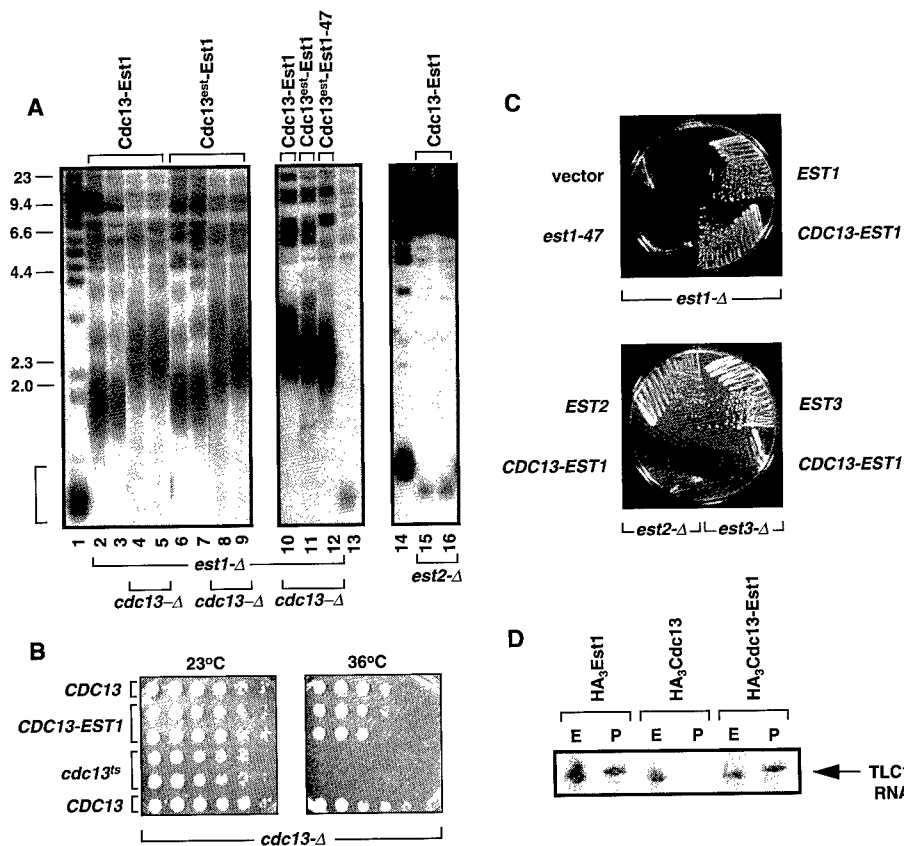 A
Cdc13-Est1
Cdc13est-Est1
Cdc13-Est1
Cdc13est-Est1
Cdc13est-Est1-47
Cdc13-Est1
23
9.4
6.6
4.4
2.3
2.0
1 2 3 4 5 6 7 8 9 10 11 12 13 14 15 16
est1-Δ
est2-Δ
cdc13-Δ
cdc13-Δ
cdc13-Δ
B
23ºC
36ºC
CDC13
CDC13-EST1
cdc13ts
CDC13
cdc13-Δ
C
vector
EST1
est1-47
CDC13-EST1
est1-Δ
EST2
EST3
CDC13-EST1
CDC13-EST1
est2-Δ
est3-Δ
D
HA3Est1
HA3Cdc13
HA3Cdc13-Est1
E P E P E P
RNA